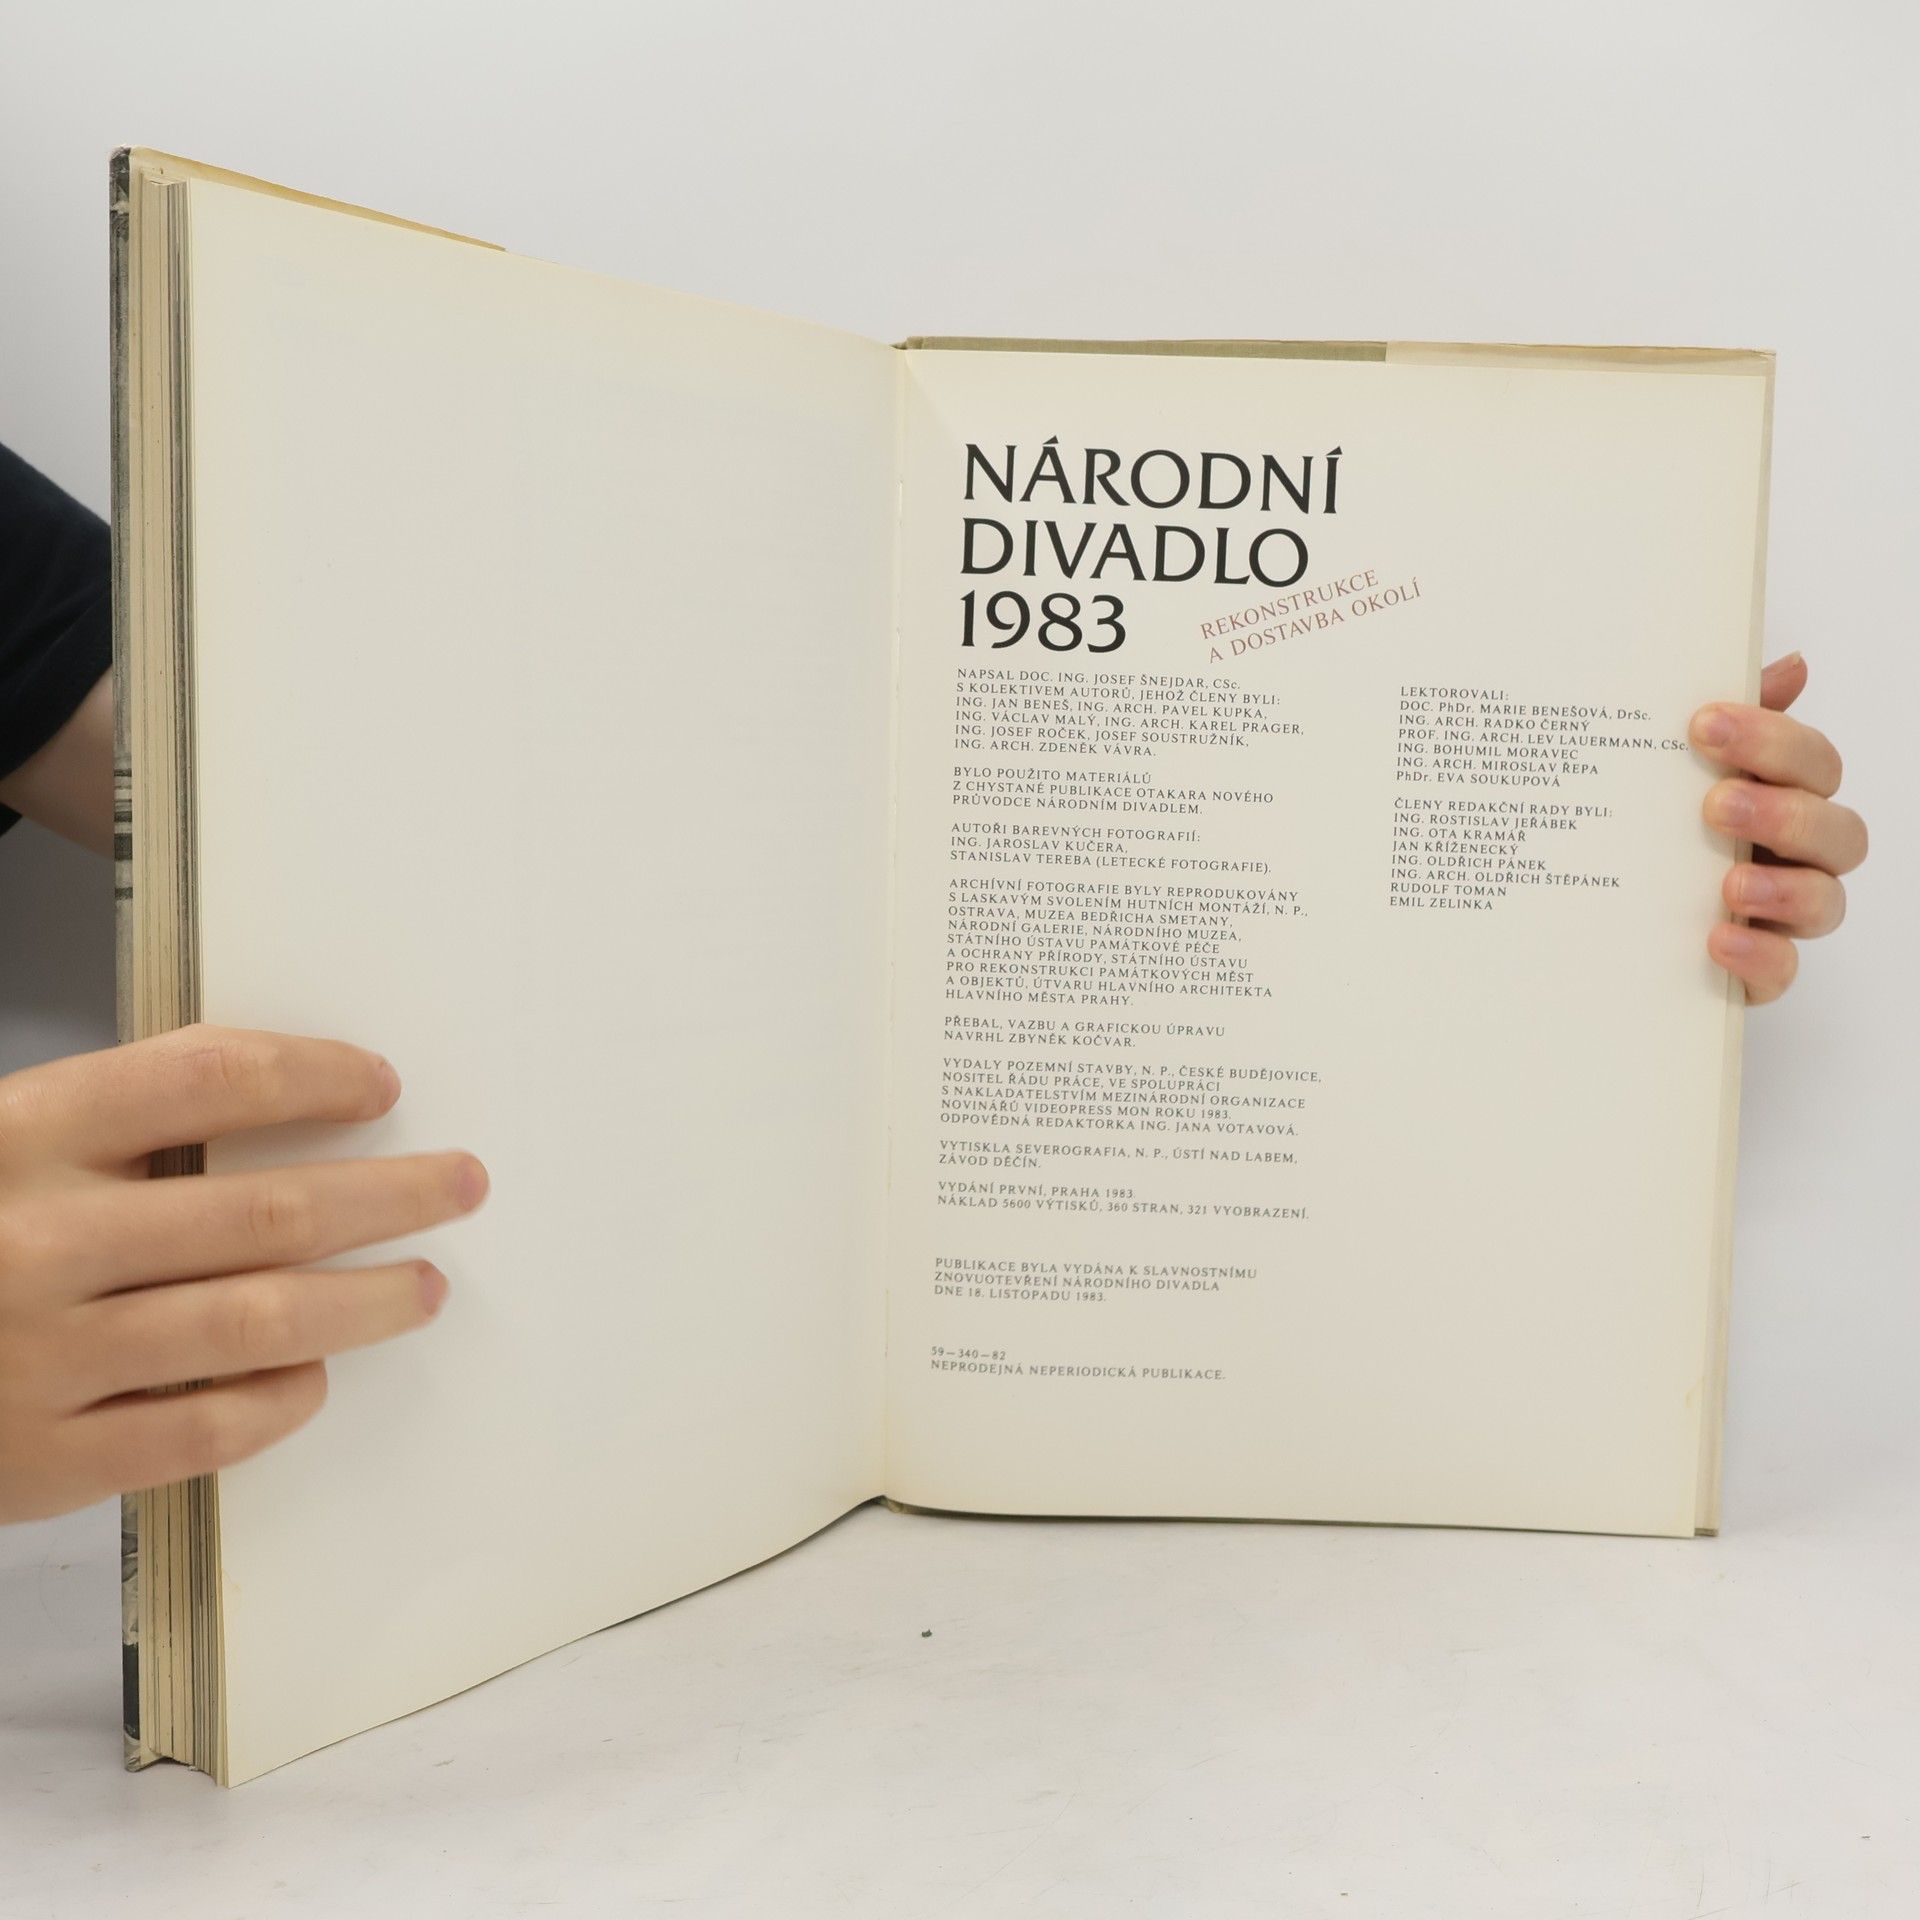 NÁRODNÍ
DIVADLO
1983
REKONSTRUKCE
A DOSTAVBA OKOLÍ
NAPSAL DOC. ING. JOSEF ŠNEJDAR, CSc.
S KOLEKTIVEM AUTORŮ, JEHOŽ ČLENY BYLI:
ING. JAN BENEŠ, ING. ARCH. PAVEL KUPKA,
ING. VÁCLAV MALÝ, ING. ARCH. KAREL PRAGER,
ING. JOSEF ROČEK, JOSEF SOUSTRUŽNÍK,
ING. ARCH. ZDENĚK VÁVRA.
BYLO POUŽITO MATERIÁLŮ
Z CHYSTANÉ PUBLIKACE OTAKARA NOVÉHO
PRŮVODCE NÁRODNÍM DIVADLEM.
AUTOŘI BAREVNÝCH FOTOGRAFIÍ:
ING. JAROSLAV KUČERA,
STANISLAV TEREBA (LETECKÉ FOTOGRAFIE).
ARCHÍVNÍ FOTOGRAFIE BYLY REPRODUKOVÁNY
S LASKAVÝM SVOLENÍM HUTNÍCH MONTÁŽÍ, N. P.,
OSTRAVA, MUZEA BEDŘICHA SMETANY,
NÁRODNÍ GALERIE, NÁRODNÍHO MUZEA,
STÁTNÍHO ÚSTAVU PAMÁTKOVÉ PÉČE
A OCHRANY PŘÍRODY, STÁTNÍHO ÚSTAVU
PRO REKONSTRUKCI PAMÁTKOVÝCH MĚST
A OBJEKTŮ, ÚTVARU HLAVNÍHO ARCHITEKTA
HLAVNÍHO MĚSTA PRAHY.
PŘEBAL, VAZBU A GRAFICKOU ÚPRAVU
NAVRHL ZBYNĚK KOČVAR.
VYDALY POZEMNÍ STAVBY, N. P., ČESKÉ BUDĚJOVICE,
NOSITEL ŘÁDU PRÁCE, VE SPOLUPRÁCI
S NAKLADATELSTVÍM MEZINÁRODNÍ ORGANIZACE
NOVINÁŘŮ VIDEOPRESS MON ROKU 1983.
ODPOVĚDNÁ REDAKTORKA ING. JANA VOTAVOVÁ.
VYTISKLA SEVEROGRAFIA, N. P., ÚSTÍ NAD LABEM,
ZÁVOD DĚČÍN.
VYDÁNÍ PRVNÍ, PRAHA 1983.
NÁKLAD 5600 VÝTISKŮ, 360 STRAN, 321 VYOBRAZENÍ.
PUBLIKACE BYLA VYDÁNA K SLAVNOSTNÍMU
ZNOVUOTEVŘENÍ NÁRODNÍHO DIVADLA
DNE 18. LISTOPADU 1983.
59—340—82
NEPRODEJNÁ NEPERIODICKÁ PUBLIKACE.
LEKTOROVALI:
DOC. PhDr. MARIE BENEŠOVÁ, DrSc.
ING. ARCH. RADKO ČERNÝ
PROF. ING. ARCH. LEV LAUERMANN, CSc.
ING. BOHUMIL MORAVEC
ING. ARCH. MIROSLAV ŘEPA
PhDr. EVA SOUKUPOVÁ
ČLENY REDAKČNÍ RADY BYLI:
ING. ROSTISLAV JEŘÁBEK
ING. OTA KRAMÁŘ
JAN KŘÍŽENECKÝ
ING. OLDŘICH PÁNEK
ING. ARCH. OLDŘICH ŠTĚPÁNEK
RUDOLF TOMAN
EMIL ZELINKA